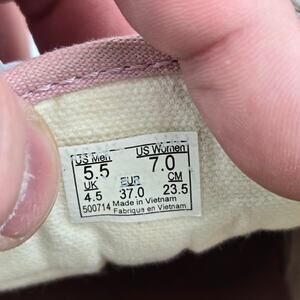 US Men US Women
5.5 7.0
UK EUR CM
4.5 37.0 23.5
500714 Made in Vietnam
Fabriqué en Vietnam